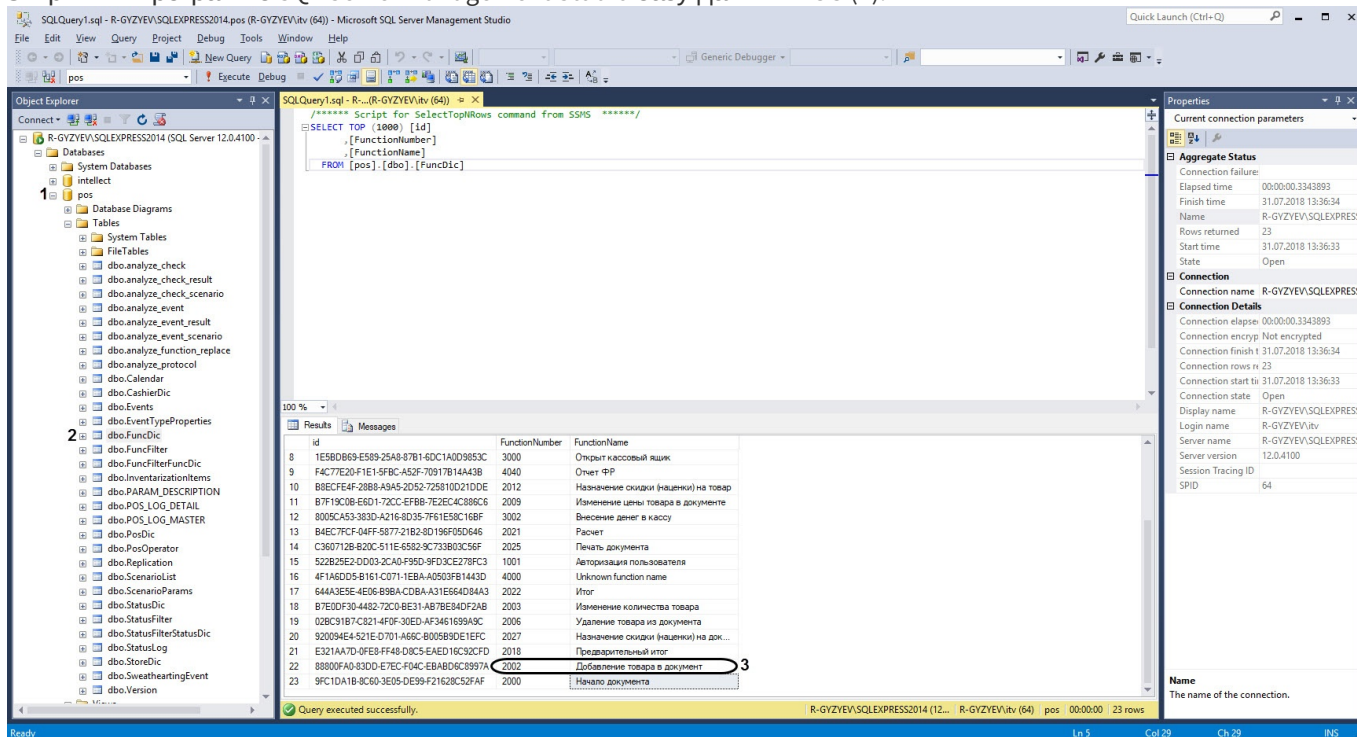 SQLQuery1.sql - R-GYZYEV\SQLEXPRESS2014.pos (R-GYZYEV\itv (64)) - Microsoft SQL Server Management Studio
Quick Launch (Ctrl+Q)
File Edit View Query Project Debug Tools Window Help
New Query
Generic Debugger
pos
Execute Debug
Object Explorer
Connect
R-GYZYEV\SQLEXPRESS2014 (SQL Server 12.0.4100 -
Databases
System Databases
intellect
1 pos
Database Diagrams
Tables
System Tables
FileTables
dbo.analyze_check
dbo.analyze_check_result
dbo.analyze_check_scenario
dbo.analyze_event
dbo.analyze_event_result
dbo.analyze_event_scenario
dbo.analyze_function_replace
dbo.analyze_protocol
dbo.Calendar
dbo.CashierDic
dbo.Events
dbo.EventTypeProperties
2 dbo.FuncDic
dbo.FuncFilter
dbo.FuncFilterFuncDic
dbo.InventarizationItems
dbo.PARAM_DESCRIPTION
dbo.POS_LOG_DETAIL
dbo.POS_LOG_MASTER
dbo.PosDic
dbo.PosOperator
dbo.Replication
dbo.ScenarioList
dbo.ScenarioParams
dbo.StatusDic
dbo.StatusFilter
dbo.StatusFilterStatusDic
dbo.StatusLog
dbo.StoreDic
dbo.SweatheartingEvent
dbo.Version
SQLQuery1.sql - R-...(R-GYZYEV\itv (64))
/****** Script for SelectTopNRows command from SSMS ******/
SELECT TOP (1000) [id]
,[FunctionNumber]
,[FunctionName]
FROM [pos].[dbo].[FuncDic]
100 %
Results Messages
id FunctionNumber FunctionName
8 1E5BDB69-E589-25A8-87B1-6DC1A0D9853C 3000 Открыт кассовый ящик
9 F4C77E20-F1E1-5FBC-A52F-70917B14A43B 4040 Отчет ФР
10 B8ECFE4F-28B8-A9A5-2D52-725810D21DDE 2012 Назначение скидки (наценки) на товар
11 B7F19C0B-E6D1-72CC-EFBB-7E2EC4C886C6 2009 Изменение цены товара в документе
12 8005CA53-383D-A216-8D35-7F61E58C16BF 3002 Внесение денег в кассу
13 B4EC7FCF-04FF-5877-21B2-8D196F05D646 2021 Расчет
14 C360712B-B20C-511E-6582-9C733B03C56F 2025 Печать документа
15 522B25E2-DD03-2CA0-F95D-9FD3CE278FC3 1001 Авторизация пользователя
16 4F1A6DD5-B161-C071-1EBA-A0503FB1443D 4000 Unknown function name
17 644A3E5E-4E06-B9BA-CDBA-A31E664D84A3 2022 Итог
18 B7E0DF30-4482-72C0-BE31-AB7BE84DF2AB 2003 Изменение количества товара
19 02BC91B7-C821-4F0F-30ED-AF3461699A9C 2006 Удаление товара из документа
20 920094E4-521E-D701-A66C-B005B9DE1EFC 2027 Назначение скидки (наценки) на док...
21 E321AA7D-0FE8-FF48-D8C5-EAED16C92CFD 2018 Предварительный итог
22 88800FA0-83DD-E7EC-F04C-EBABD6C8997A 2002 Добавление товара в документ 3
23 9FC1DA1B-8C60-3E05-DE99-F21628C52FAF 2000 Начало документа
Query executed successfully. R-GYZYEV\SQLEXPRESS2014 (12... R-GYZYEV\itv (64) pos 00:00:00 23 rows
Properties
Current connection parameters
Aggregate Status
Connection failure
Elapsed time 00:00:00.3343893
Finish time 31.07.2018 13:36:34
Name R-GYZYEV\SQLEXPRES
Rows returned 23
Start time 31.07.2018 13:36:33
State Open
Connection
Connection name R-GYZYEV\SQLEXPRES
Connection Details
Connection elapse 00:00:00.3343893
Connection encryp Not encrypted
Connection finish t 31.07.2018 13:36:34
Connection rows re 23
Connection start ti 31.07.2018 13:36:33
Connection state Open
Display name R-GYZYEV\SQLEXPRES
Login name R-GYZYEV\itv
Server name R-GYZYEV\SQLEXPRES
Server version 12.0.4100
Session Tracing ID
SPID 64
Name
The name of the connection.
Ready Ln 5 Col 29 Ch 29 INS